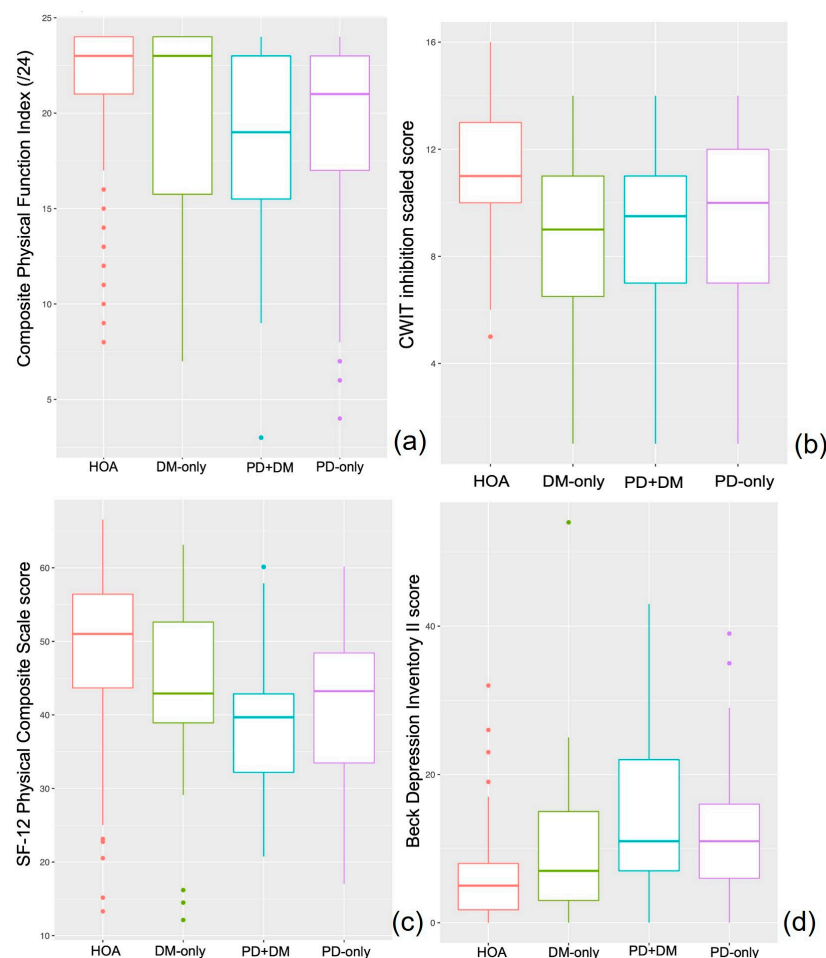 Composite Physical Function Index (/24)
25
20
15
10
5
HOA
DM-only
PD+DM
PD-only
(a)
CWIT inhibition scaled score
16
12
8
4
HOA
DM-only
PD+DM
PD-only
(b)
SF-12 Physical Composite Scale score
60
50
40
30
20
10
HOA
DM-only
PD+DM
PD-only
(c)
Beck Depression Inventory II score
40
20
0
HOA
DM-only
PD+DM
PD-only
(d)